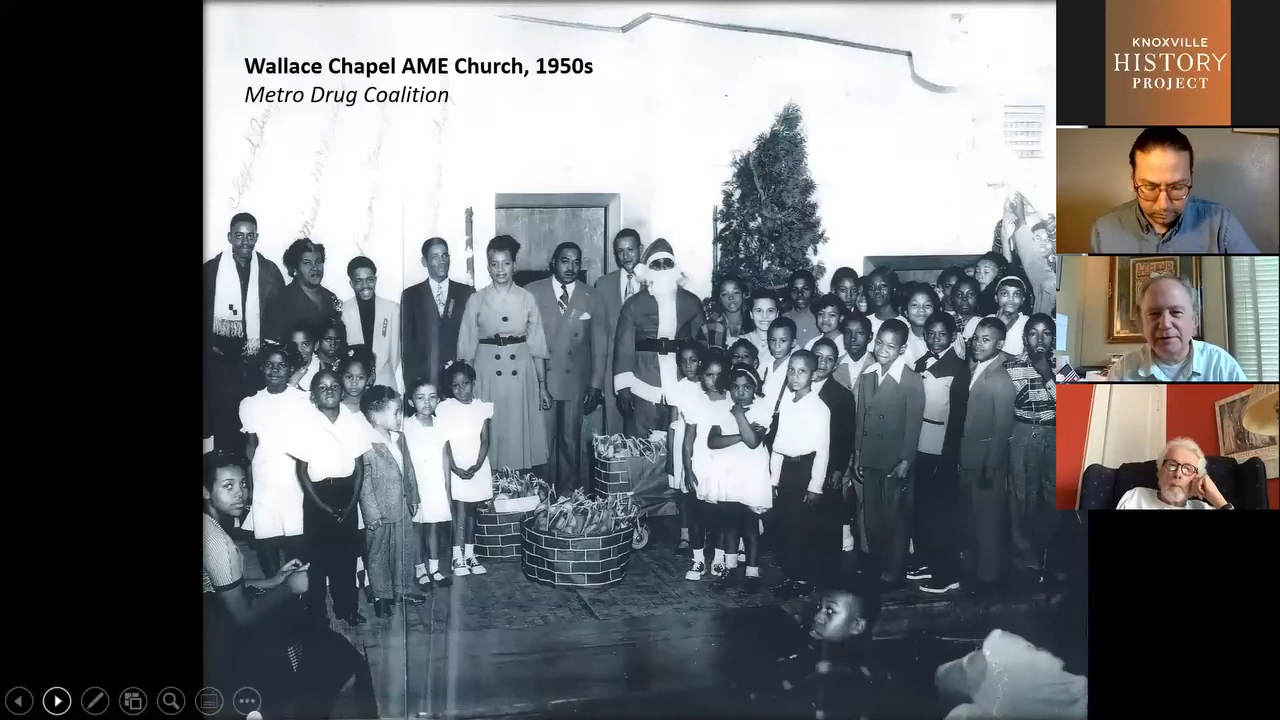 Wallace Chapel AME Church, 1950s
Metro Drug Coalition
KNOXVILLE
HISTORY
PROJECT